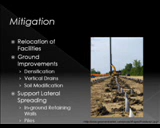 Mitigation
Relocation of
Facilities
Ground
Improvements
Densification
Vertical Drains
Soil Modification
Support Lateral
Spreading
In-ground Retaining
Walls
Piles